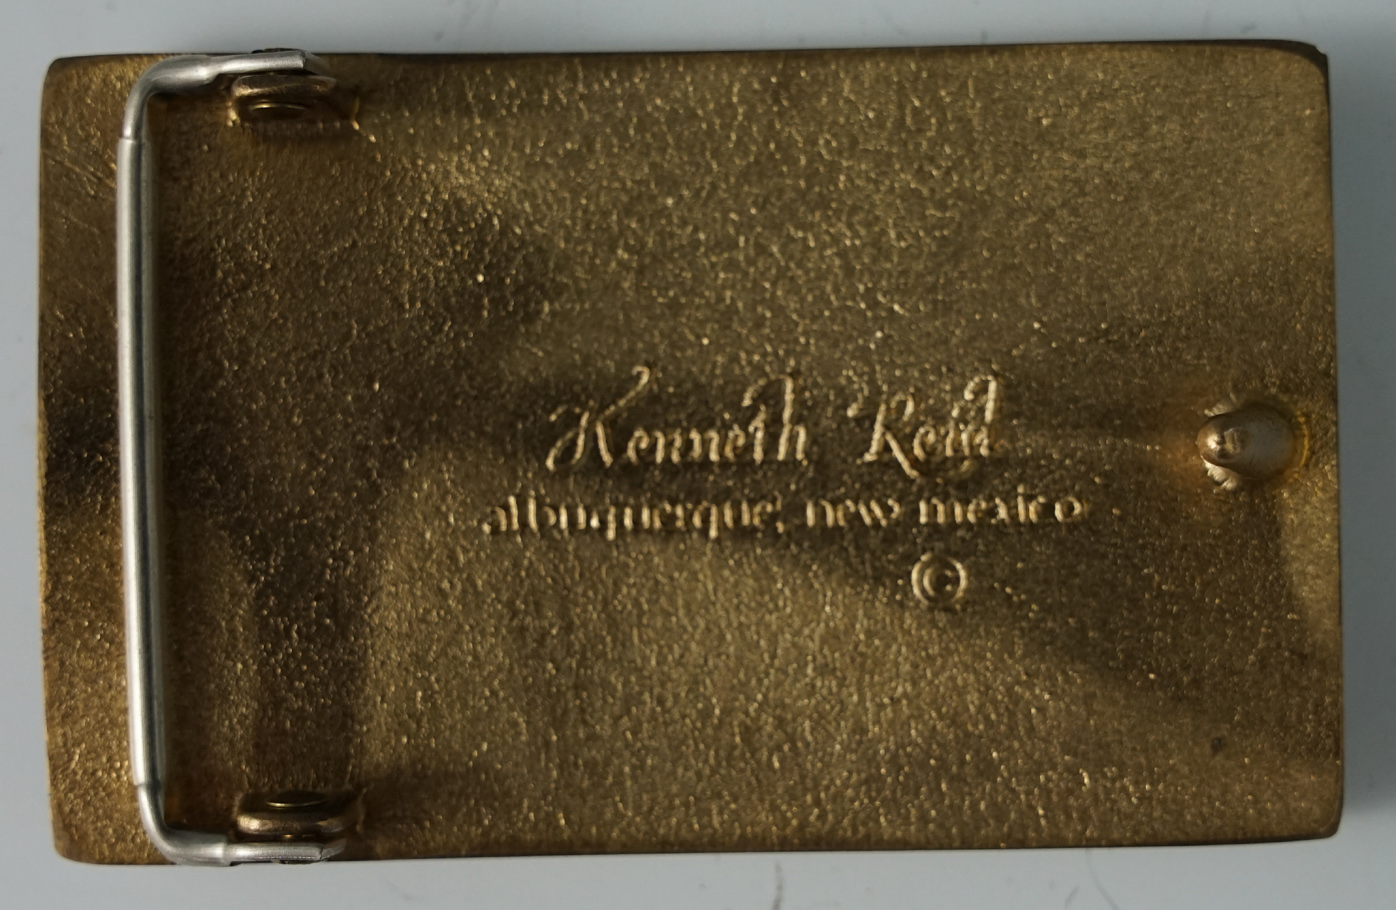 Kenneth Reid
albuquerque, new mexico
©